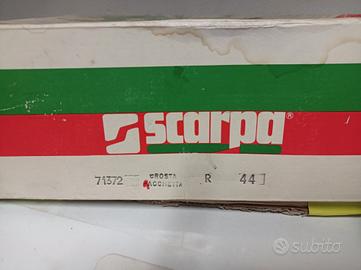 scarpa®
71372 CROSTA R 44
VACCHETTA
subito